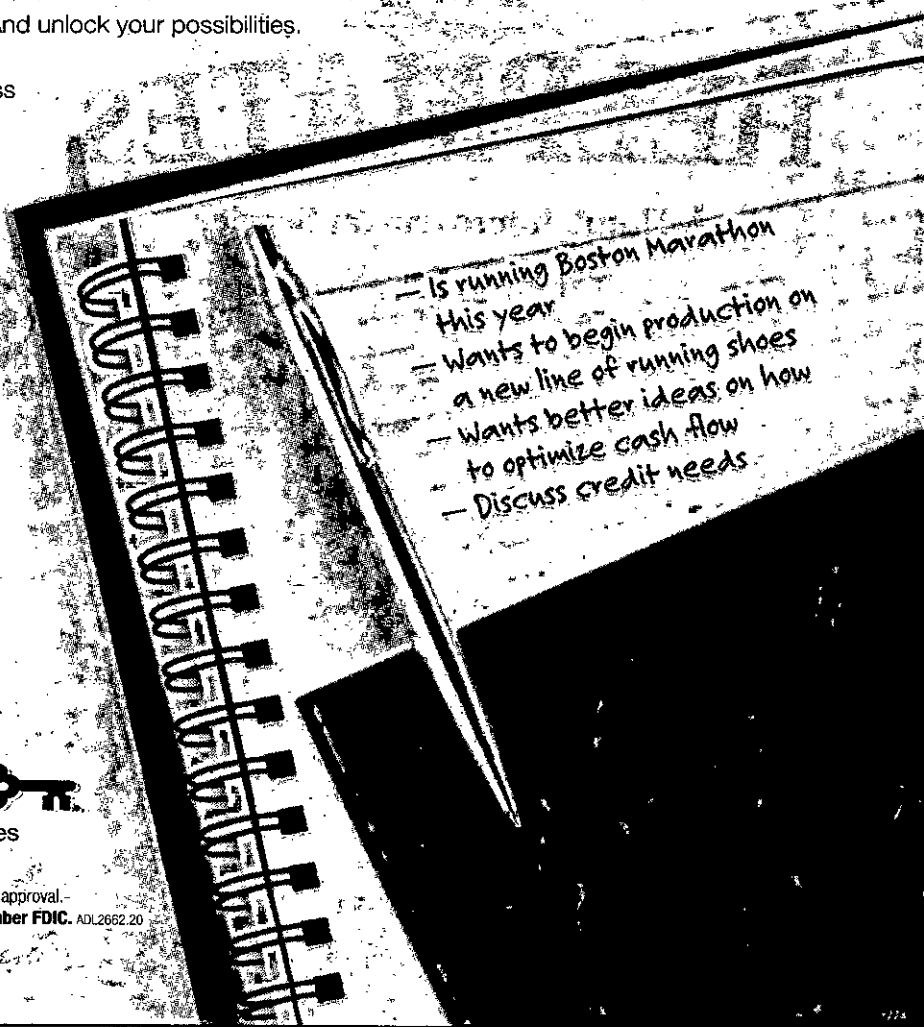 And unlock your possibilities.
ss
— Is running Boston Marathon
this year
— Wants to begin production on
a new line of running shoes
— Wants better ideas on how
to optimize cash flow
— Discuss credit needs
es
approval.
ber FDIC. ADL2662.20